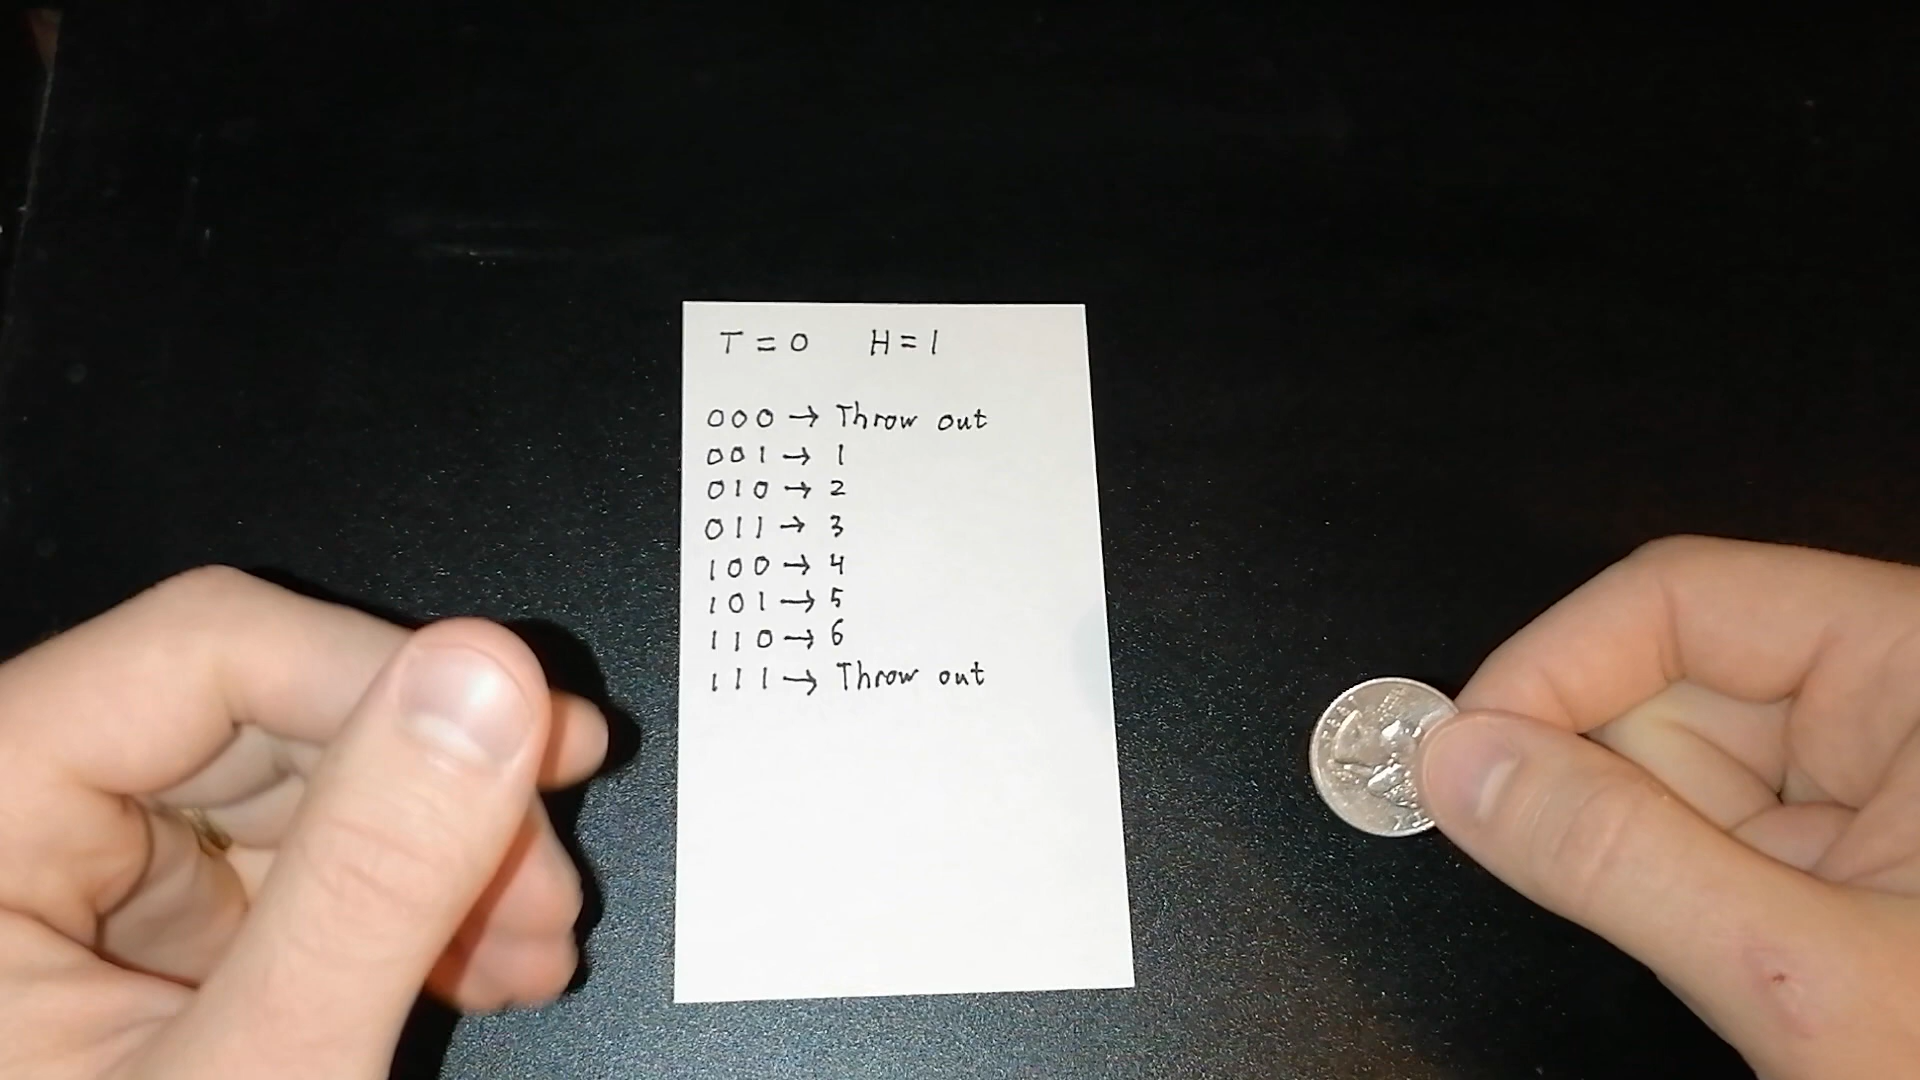 T = 0 H = 1
000 → Throw out
001 → 1
010 → 2
011 → 3
100 → 4
101 → 5
110 → 6
111 → Throw out